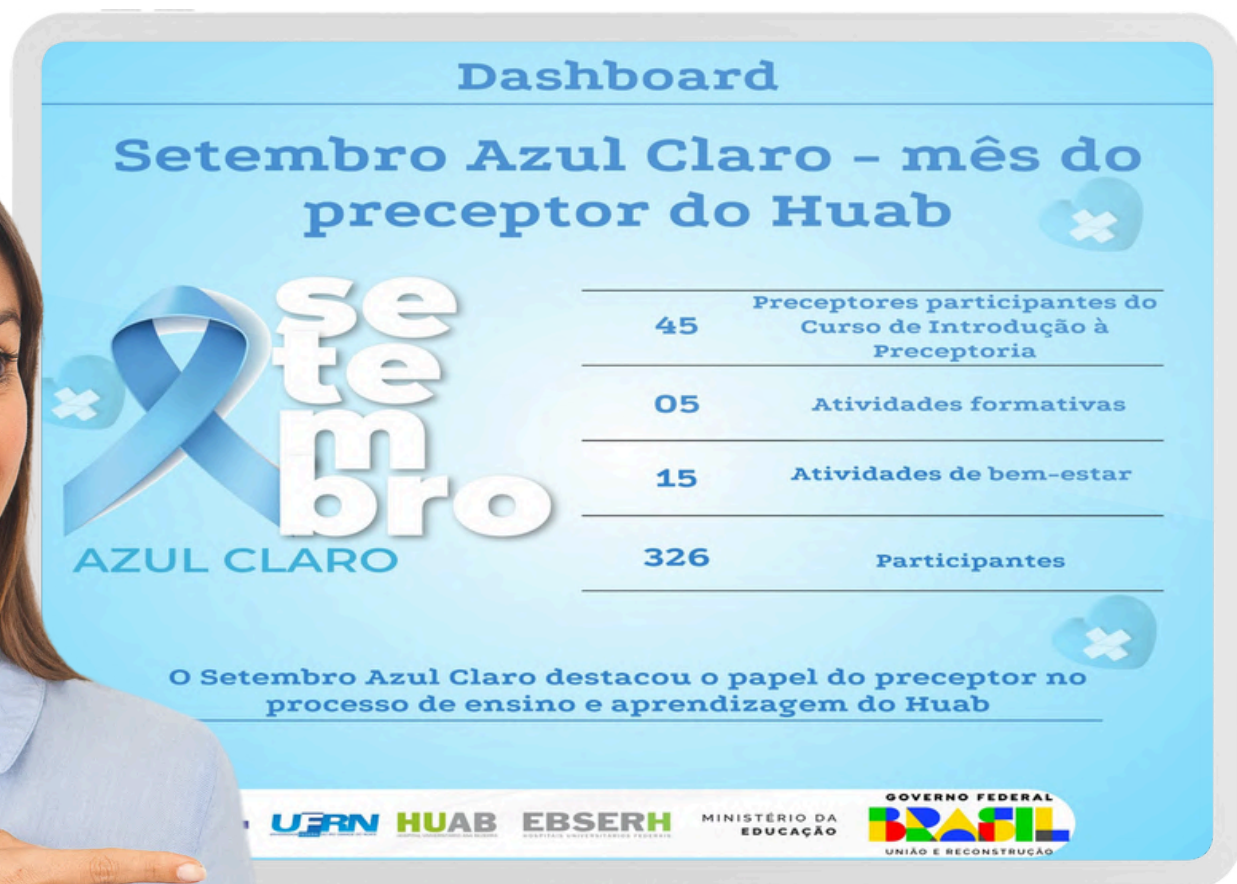 Dashboard
Setembro Azul Claro – mês do
preceptor do Huab
se
te
m
bro
AZUL CLARO
45
Preceptores participantes do
Curso de Introdução à
Preceptoria
05
Atividades formativas
15
Atividades de bem-estar
326
Participantes
O Setembro Azul Claro destacou o papel do preceptor no
processo de ensino e aprendizagem do Huab
UFRN
HUAB
EBSERH
HOSPITAIS UNIVERSITÁRIOS FEDERAIS
MINISTÉRIO DA
EDUCAÇÃO
GOVERNO FEDERAL
BRASIL
UNIÃO E RECONSTRUÇÃO